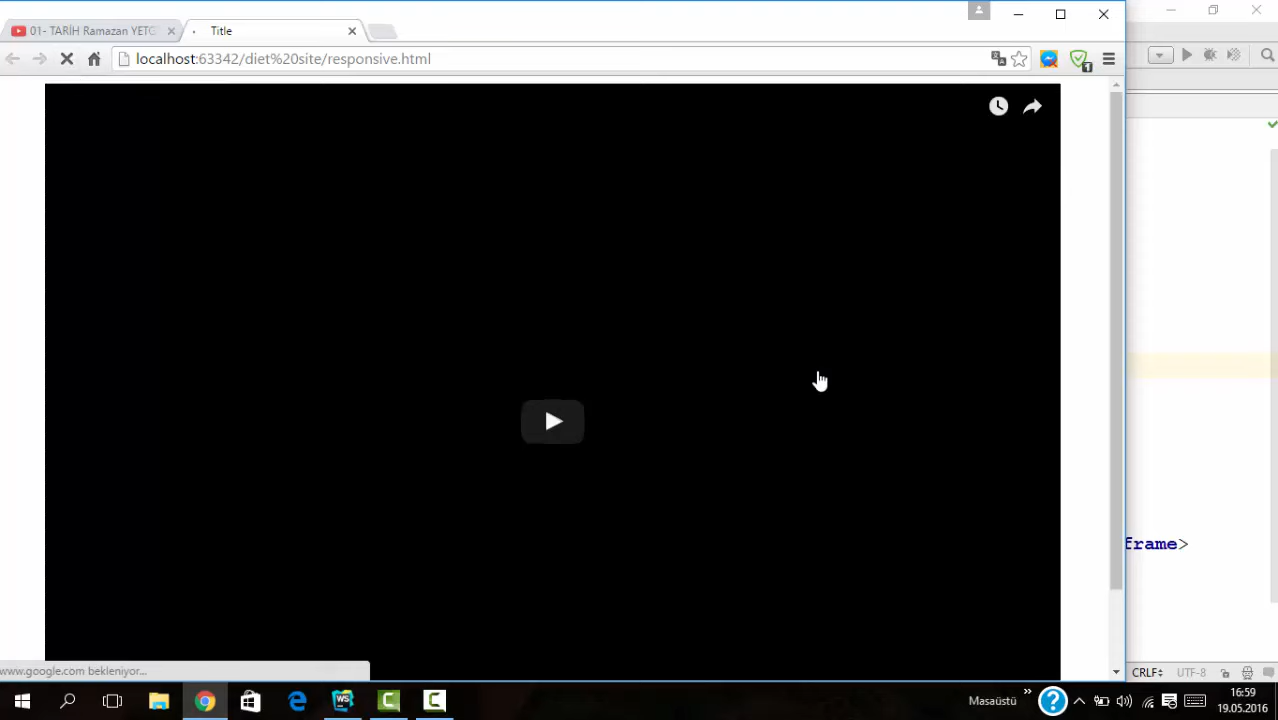 01- TARİH Ramazan YETG
Title
localhost:63342/diet%20site/responsive.html
frame>
www.google.com bekleniyor...
CRLF
UTF-8
WS
Masaüstü
16:59
19.05.2016